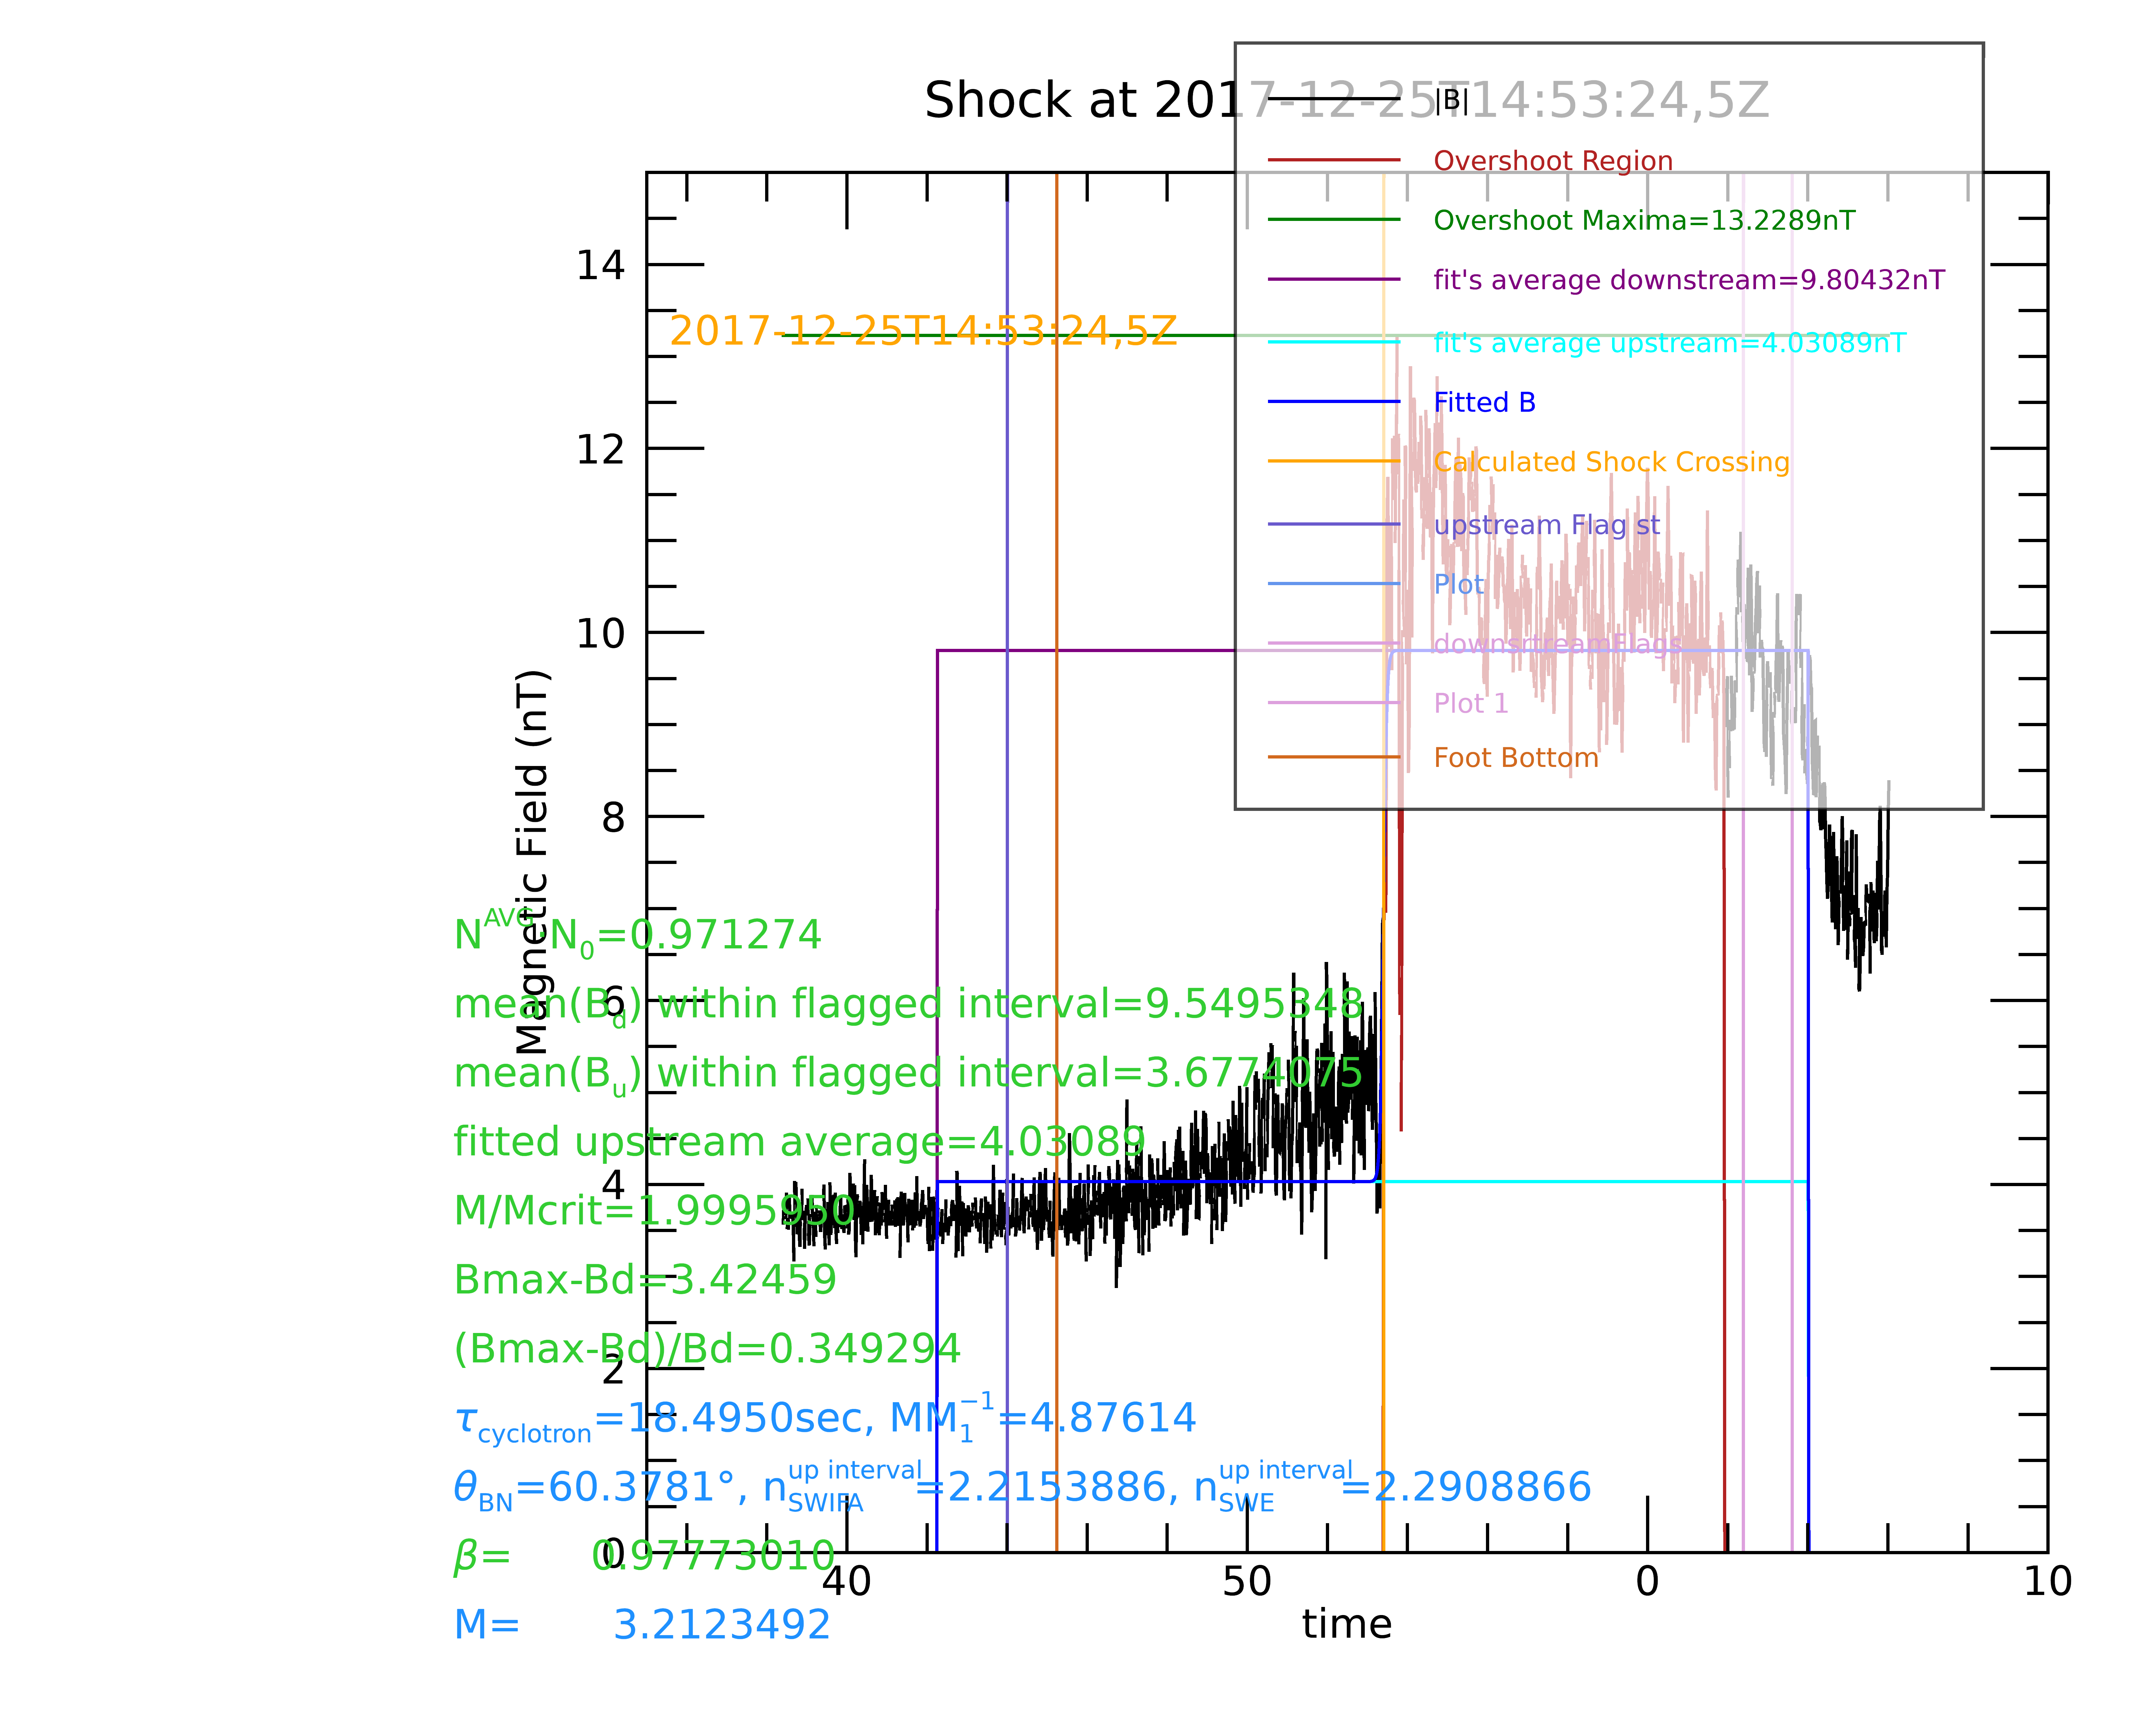 Shock at 2017-12-25T14:53:24,5Z
|B|
Overshoot Region
Overshoot Maxima=13.2289nT
fit's average downstream=9.80432nT
fit's average upstream=4.03089nT
Fitted B
Calculated Shock Crossing
upstream Flag st
Plot
downsrtreamFlags
Plot 1
Foot Bottom
2017-12-25T14:53:24,5Z
Magnetic Field (nT)
14
12
10
8
6
4
2
0
N^AVG·N_0=0.971274
mean(B_d) within flagged interval=9.5495348
mean(B_u) within flagged interval=3.6774075
fitted upstream average=4.03089
M/Mcrit=1.9995950
Bmax-Bd=3.42459
(Bmax-Bd)/Bd=0.349294
τ_cyclotron=18.4950sec, MM_1^−1=4.87614
θ_BN=60.3781°, n_SWIFA^up interval=2.2153886, n_SWE^up interval=2.2908866
β= 0.97773010
M= 3.2123492
40 50 0 10
time